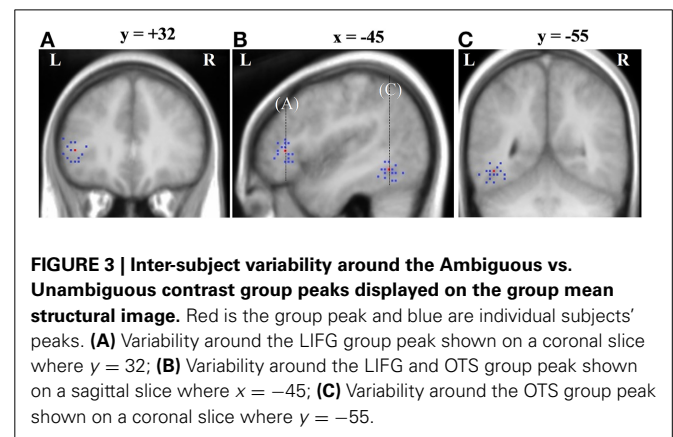 A y = +32 B x = -45 C y = -55
L R L L R
(A) (C)
FIGURE 3 | Inter-subject variability around the Ambiguous vs.
Unambiguous contrast group peaks displayed on the group mean
structural image. Red is the group peak and blue are individual subjects'
peaks. (A) Variability around the LIFG group peak shown on a coronal slice
where y = 32; (B) Variability around the LIFG and OTS group peak shown
on a sagittal slice where x = −45; (C) Variability around the OTS group peak
shown on a coronal slice where y = −55.